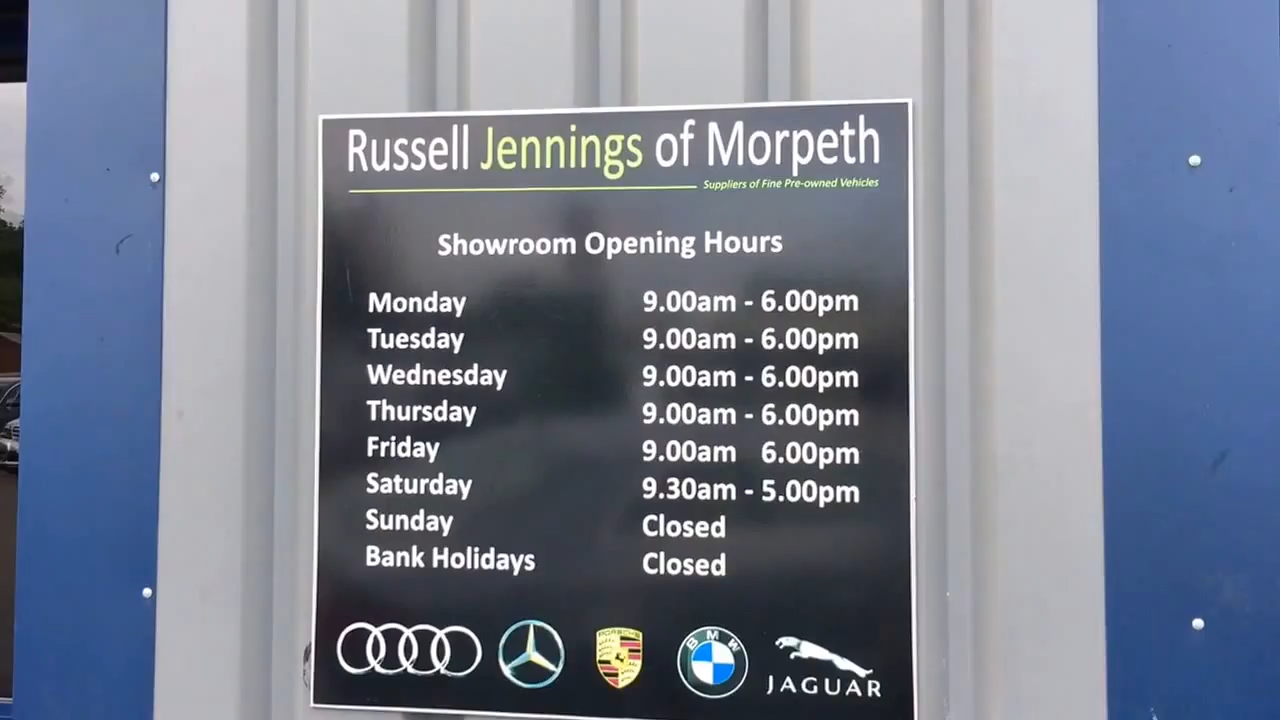 Russell Jennings of Morpeth
Suppliers of Fine Pre-owned Vehicles
Showroom Opening Hours
Monday 9.00am - 6.00pm
Tuesday 9.00am - 6.00pm
Wednesday 9.00am - 6.00pm
Thursday 9.00am - 6.00pm
Friday 9.00am 6.00pm
Saturday 9.30am - 5.00pm
Sunday Closed
Bank Holidays Closed
PORSCHE
BMW
JAGUAR